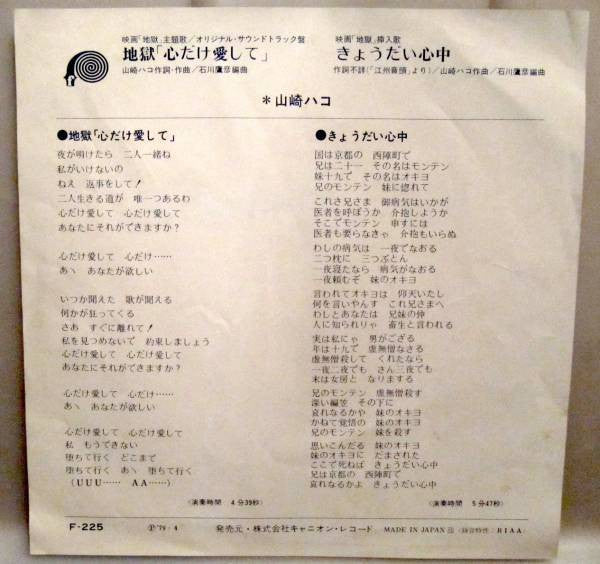 映画「地獄」主題歌／オリジナル・サウンドトラック盤
地獄「心だけ愛して」
山崎ハコ作詞・作曲／石川鷹彦編曲
映画「地獄」挿入歌
きょうだい心中
作詞不詳(「江州音頭」より)／山崎ハコ作曲／石川鷹彦編曲
＊山崎ハコ
●地獄「心だけ愛して」
夜が明けたら　二人一緒ね
私がいけないの
ねえ　返事をして！
二人生きる道が　唯一つあるわ
心だけ愛して　心だけ愛して
あなたにそれができますか？
心だけ愛して　心だけ……
あゝ　あなたが欲しい
いつか聞えた　歌が聞える
何かが狂ってくる
さあ　すぐに離れて！
私を見つめないで　約束しましょう
心だけ愛して　心だけ愛して
あなたにそれができますか？
心だけ愛して　心だけ……
あゝ　あなたが欲しい
心だけ愛して　心だけ愛して
私　もうできない
堕ちて行く　どこまで
堕ちて行く　あゝ　堕ちて行く
(UUU……　AA……)
〈演奏時間　4分39秒〉
●きょうだい心中
国は京都の　西陣町で
兄は二十一　その名はモンテン
妹十九で　その名はオキヨ
兄のモンテン　妹に惚れて
これさ兄さま　御病気はいかが
医者を呼ぼうか　介抱しようか
そこでモンテン　申すには
医者も要らなきゃ　介抱もいらぬ
わしの病気は　一夜でなおる
二つ枕に　三つぶとん
一夜寝たなら　病気がなおる
一夜頼むぞ　妹のオキヨ
言われてオキヨは　仰天いたし
何を言いやんす　これ兄さまへ
わしとあなたは　兄妹の仲
人に知られりゃ　畜生と言われる
実は私にゃ　男がござる
年は十九で　虚無僧なさる
虚無僧殺して　くれたなら
一夜二夜でも　さん三夜でも
末は女房と　なりまする
兄のモンテン　虚無僧殺す
深い編笠　その下に
哀れなるかや　妹のオキヨ
かねて覚悟の　妹のオキヨ
兄のモンテン　妹を殺す
思いこんだる　妹のオキヨ
妹のオキヨに　だまされた
ここで死ねば　きょうだい心中
兄は京都の　西陣町で
哀れなるかよ　きょうだい心中
〈演奏時間　5分47秒〉
F-225
Ⓟ'79・4
発売元・株式会社キャニオン・レコード
MADE IN JAPAN
(録音特性：RIAA)